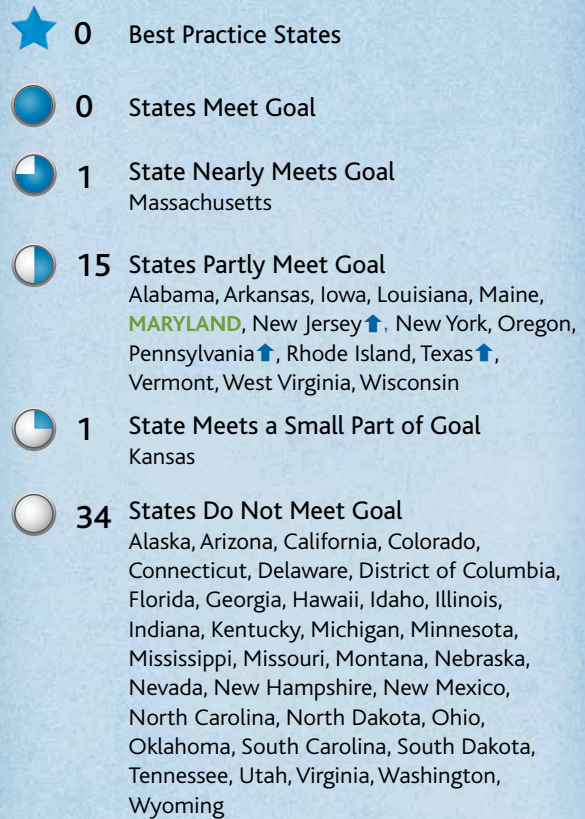 0 Best Practice States
0 States Meet Goal
1 State Nearly Meets Goal
Massachusetts
15 States Partly Meet Goal
Alabama, Arkansas, Iowa, Louisiana, Maine,
MARYLAND, New Jersey⬆, New York, Oregon,
Pennsylvania⬆, Rhode Island, Texas⬆,
Vermont, West Virginia, Wisconsin
1 State Meets a Small Part of Goal
Kansas
34 States Do Not Meet Goal
Alaska, Arizona, California, Colorado,
Connecticut, Delaware, District of Columbia,
Florida, Georgia, Hawaii, Idaho, Illinois,
Indiana, Kentucky, Michigan, Minnesota,
Mississippi, Missouri, Montana, Nebraska,
Nevada, New Hampshire, New Mexico,
North Carolina, North Dakota, Ohio,
Oklahoma, South Carolina, South Dakota,
Tennessee, Utah, Virginia, Washington,
Wyoming